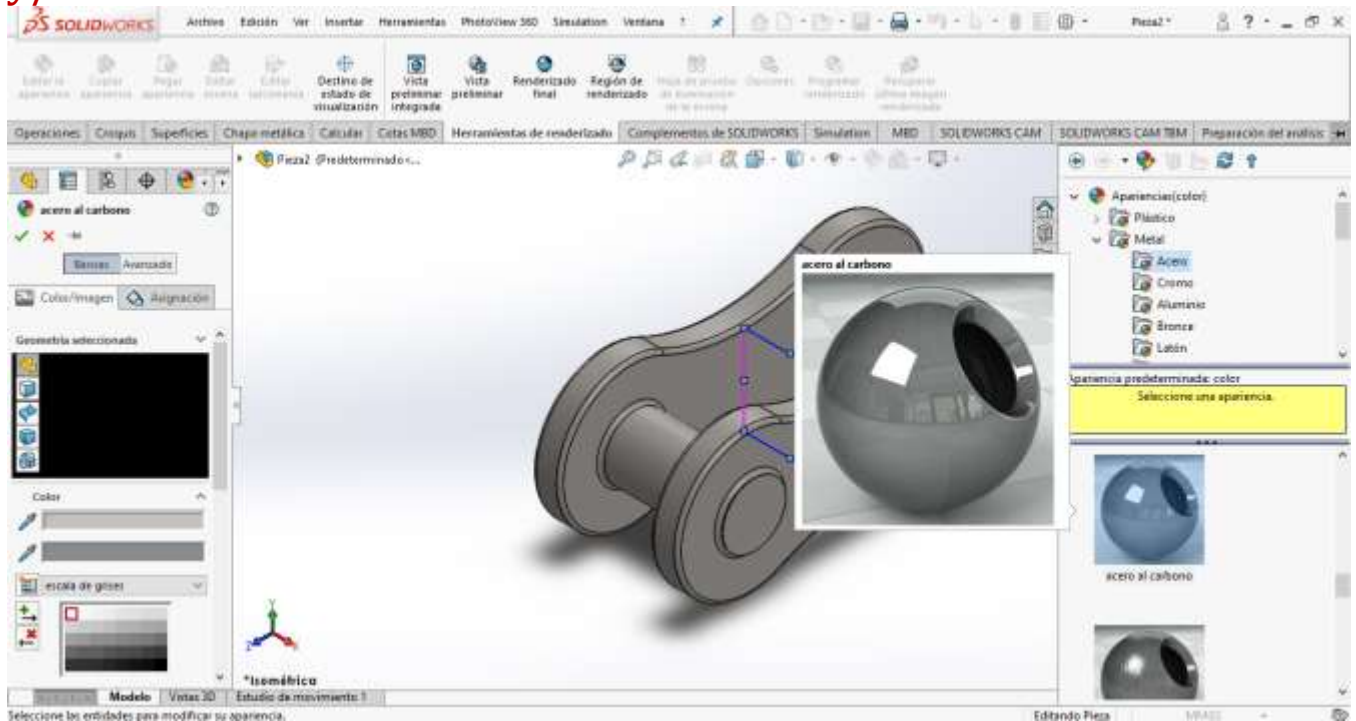 SOLIDWORKS
Archivo Edición Ver Insertar Herramientas PhotoView 360 Simulation Ventana ?
Pieza2 *
Destino de estado de visualización
Vista preliminar integrada
Vista preliminar
Renderizado final
Región de renderizado
Operaciones Croquis Superficies Chapa metálica Calcular Cotas MBD Herramientas de renderizado Complementos de SOLIDWORKS Simulation MBD SOLIDWORKS CAM SOLIDWORKS CAM TBM Preparación del análisis
Pieza2 (Predeterminado<...
acero al carbono
Avanzado
Color/Imagen Asignación
Geometría seleccionada
Color
escala de grises
acero al carbono
*Isométrica
Apariencias(color)
Plástico
Metal
Acero
Cromo
Aluminio
Bronce
Latón
Apariencia predeterminada: color
Seleccione una apariencia.
acero al carbono
Modelo Vistas 3D Estudio de movimiento 1
Seleccione las entidades para modificar su apariencia.
Editando Pieza